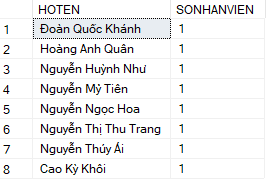 HOTEN SONHANVIEN
1 Đoàn Quốc Khánh 1
2 Hoàng Anh Quân 1
3 Nguyễn Huỳnh Như 1
4 Nguyễn Mỹ Tiên 1
5 Nguyễn Ngọc Hoa 1
6 Nguyễn Thị Thu Trang 1
7 Nguyễn Thúy Ái 1
8 Cao Kỳ Khôi 1